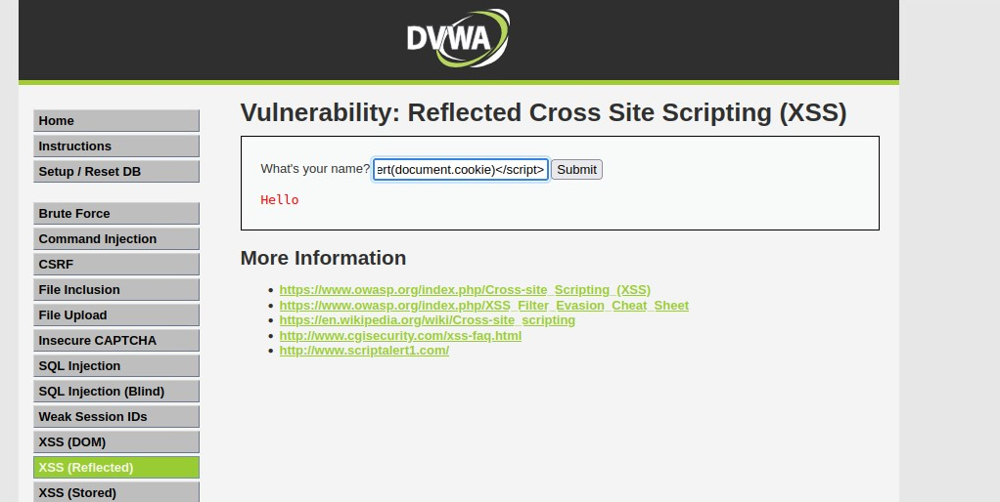 DVWA
Home
Instructions
Setup / Reset DB
Brute Force
Command Injection
CSRF
File Inclusion
File Upload
Insecure CAPTCHA
SQL Injection
SQL Injection (Blind)
Weak Session IDs
XSS (DOM)
XSS (Reflected)
XSS (Stored)
Vulnerability: Reflected Cross Site Scripting (XSS)
What's your name? ert(document.cookie)</script> Submit
Hello
More Information
https://www.owasp.org/index.php/Cross-site_Scripting_(XSS)
https://www.owasp.org/index.php/XSS_Filter_Evasion_Cheat_Sheet
https://en.wikipedia.org/wiki/Cross-site_scripting
http://www.cgisecurity.com/xss-faq.html
http://www.scriptalert1.com/